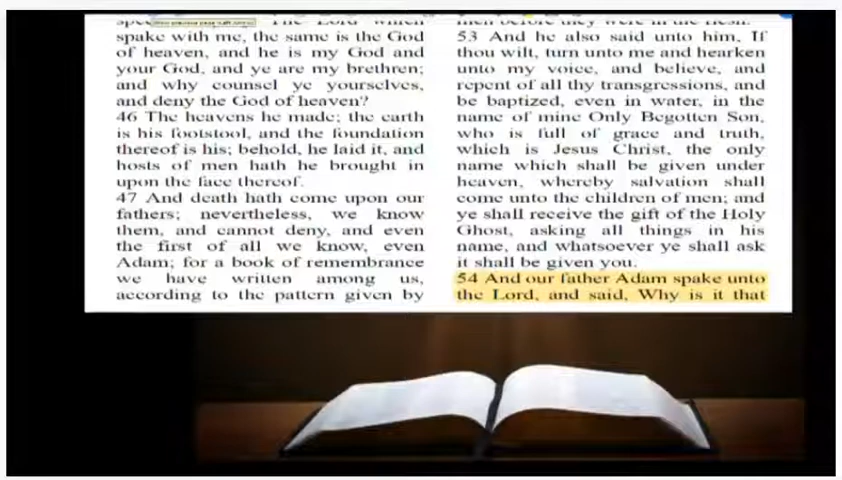 spake with me, the same is the God
of heaven, and he is my God and
your God, and ye are my brethren;
and why counsel ye yourselves,
and deny the God of heaven?
46 The heavens he made; the earth
is his footstool, and the foundation
thereof is his; behold, he laid it, and
hosts of men hath he brought in
upon the face thereof.
47 And death hath come upon our
fathers; nevertheless, we know
them, and cannot deny, and even
the first of all we know, even
Adam; for a book of remembrance
we have written among us,
according to the pattern given by
men before they were in the flesh.
53 And he also said unto him, If
thou wilt, turn unto me and hearken
unto my voice, and believe, and
repent of all thy transgressions, and
be baptized, even in water, in the
name of mine Only Begotten Son,
who is full of grace and truth,
which is Jesus Christ, the only
name which shall be given under
heaven, whereby salvation shall
come unto the children of men; and
ye shall receive the gift of the Holy
Ghost, asking all things in his
name, and whatsoever ye shall ask
it shall be given you.
54 And our father Adam spake unto
the Lord, and said, Why is it that